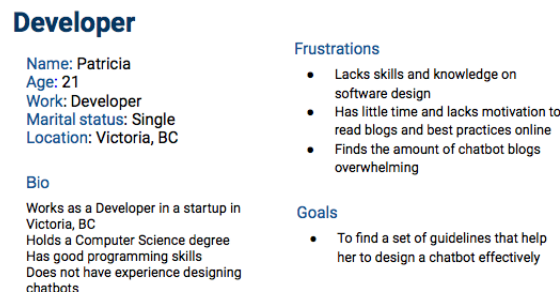 Developer
Name: Patricia
Age: 21
Work: Developer
Marital status: Single
Location: Victoria, BC
Bio
Works as a Developer in a startup in
Victoria, BC
Holds a Computer Science degree
Has good programming skills
Does not have experience designing
chatbots
Frustrations
● Lacks skills and knowledge on
software design
● Has little time and lacks motivation to
read blogs and best practices online
● Finds the amount of chatbot blogs
overwhelming
Goals
● To find a set of guidelines that help
her to design a chatbot effectively